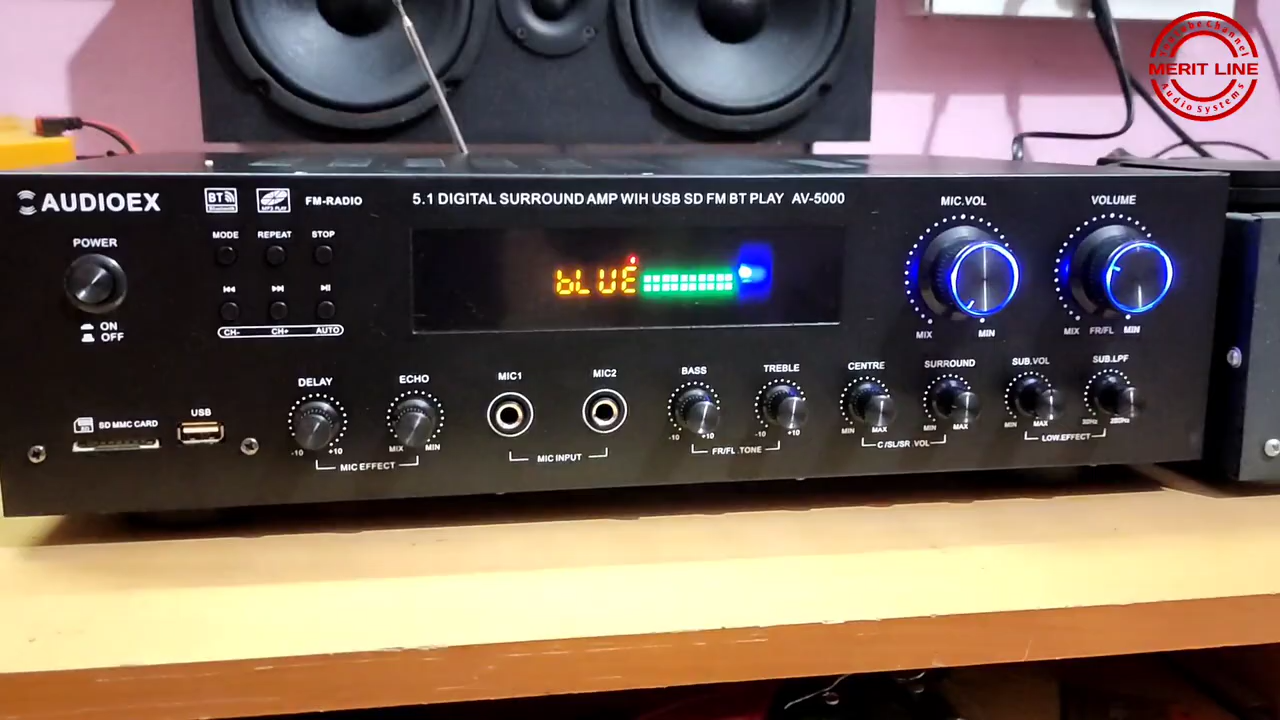 YouTube Channel
MERIT LINE
Audio Systems
AUDIOEX
BT
MP3 PLAY
FM-RADIO
5.1 DIGITAL SURROUND AMP WIH USB SD FM BT PLAY AV-5000
MIC.VOL
VOLUME
POWER
MODE
REPEAT
STOP
bLUE
ON
OFF
CH-
CH+
AUTO
MIX
MIN
MIX
FR/FL
MIN
DELAY
ECHO
MIC1
MIC2
BASS
TREBLE
CENTRE
SURROUND
SUB.VOL
SUB.LPF
SD MMC CARD
USB
-10
+10
MIX
MIN
MIC EFFECT
MIC INPUT
-10
+10
-10
+10
FR/FL .TONE
MIN
MAX
MIN
MAX
C /SL/SR .VOL
MIN
MAX
LOW.EFFECT